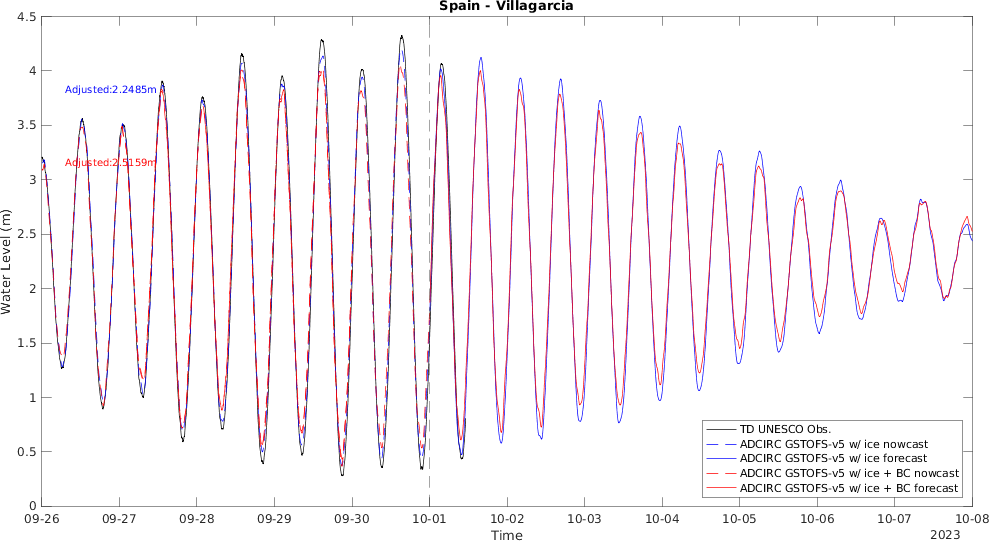 Spain - Villagarcia
4.5
4
3.5
3
2.5
2
1.5
1
0.5
0
Water Level (m)
Adjusted:2.2485m
Adjusted:2.5159m
TD UNESCO Obs.
ADCIRC GSTOFS-v5 w/ ice nowcast
ADCIRC GSTOFS-v5 w/ ice forecast
ADCIRC GSTOFS-v5 w/ ice + BC nowcast
ADCIRC GSTOFS-v5 w/ ice + BC forecast
09-26 09-27 09-28 09-29 09-30 10-01 10-02 10-03 10-04 10-05 10-06 10-07 10-08
Time
2023